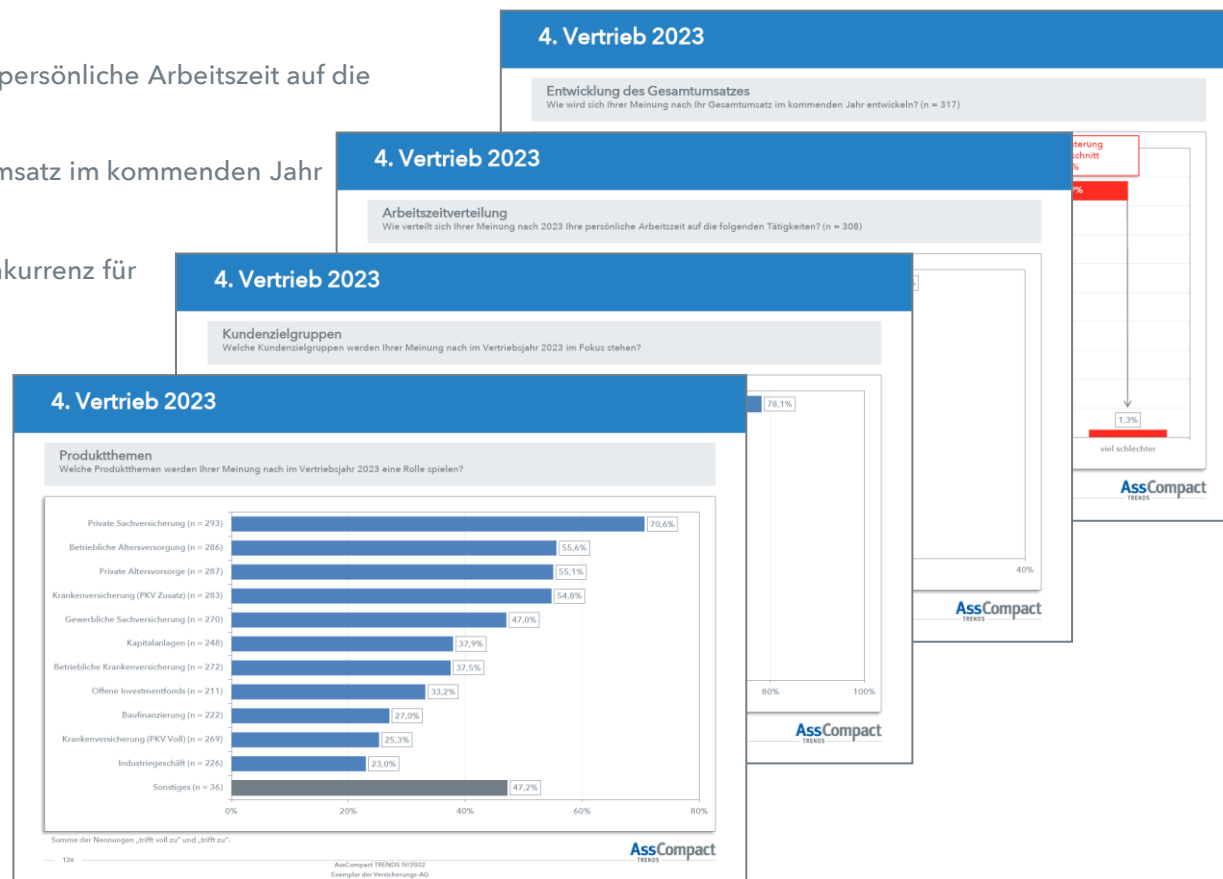 persönliche Arbeitszeit auf die
msatz im kommenden Jahr
nkurrenz für
4. Vertrieb 2023
Entwicklung des Gesamtumsatzes
Wie wird sich Ihrer Meinung nach Ihr Gesamtumsatz im kommenden Jahr entwickeln? (n = 317)
terung
schnitt
%
%
1,3%
viel schlechter
AssCompact
TRENDS
4. Vertrieb 2023
Arbeitszeitverteilung
Wie verteilt sich Ihrer Meinung nach 2023 Ihre persönliche Arbeitszeit auf die folgenden Tätigkeiten? (n = 308)
40%
AssCompact
TRENDS
4. Vertrieb 2023
Kundenzielgruppen
Welche Kundenzielgruppen werden Ihrer Meinung nach im Vertriebsjahr 2023 im Fokus stehen?
78,1%
80% 100%
AssCompact
TRENDS
4. Vertrieb 2023
Produktthemen
Welche Produktthemen werden Ihrer Meinung nach im Vertriebsjahr 2023 eine Rolle spielen?
Private Sachversicherung (n = 293) 70,6%
Betriebliche Altersversorgung (n = 286) 55,6%
Private Altersvorsorge (n = 287) 55,1%
Krankenversicherung (PKV Zusatz) (n = 283) 54,8%
Gewerbliche Sachversicherung (n = 270) 47,0%
Kapitalanlagen (n = 248) 37,9%
Betriebliche Krankenversicherung (n = 272) 37,5%
Offene Investmentfonds (n = 211) 33,2%
Baufinanzierung (n = 222) 27,0%
Krankenversicherung (PKV Voll) (n = 269) 25,3%
Industriegeschäft (n = 226) 23,0%
Sonstiges (n = 36) 47,2%
0% 20% 40% 60% 80%
Summe der Nennungen „trifft voll zu" und „trifft zu".
126
AssCompact TRENDS IV/2022
Exemplar der Versicherungs-AG
AssCompact
TRENDS